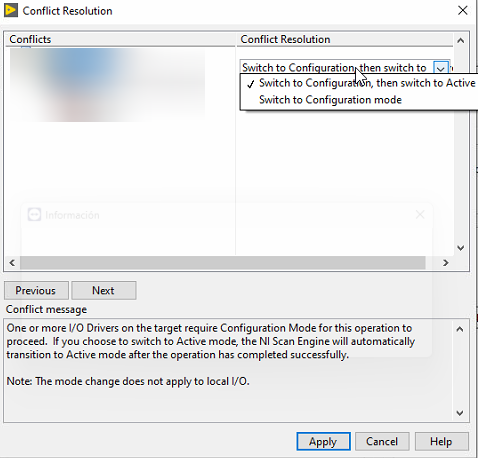 Conflict Resolution
Conflicts
Conflict Resolution
Switch to Configuration, then switch to
Switch to Configuration, then switch to Active
Switch to Configuration mode
Información
Previous
Next
Conflict message
One or more I/O Drivers on the target require Configuration Mode for this operation to
proceed. If you choose to switch to Active mode, the NI Scan Engine will automatically
transition to Active mode after the operation has completed successfully.
Note: The mode change does not apply to local I/O.
Apply
Cancel
Help